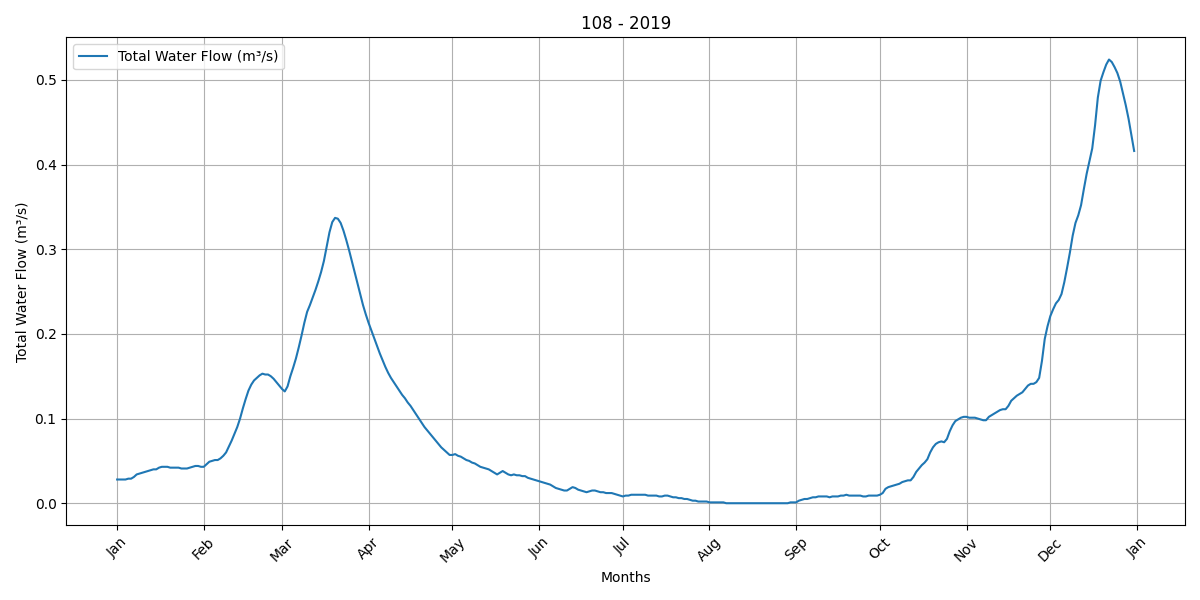 108 - 2019
Total Water Flow (m³/s)
Total Water Flow (m³/s)
0.5
0.4
0.3
0.2
0.1
0.0
Jan Feb Mar Apr May Jun Jul Aug Sep Oct Nov Dec Jan
Months